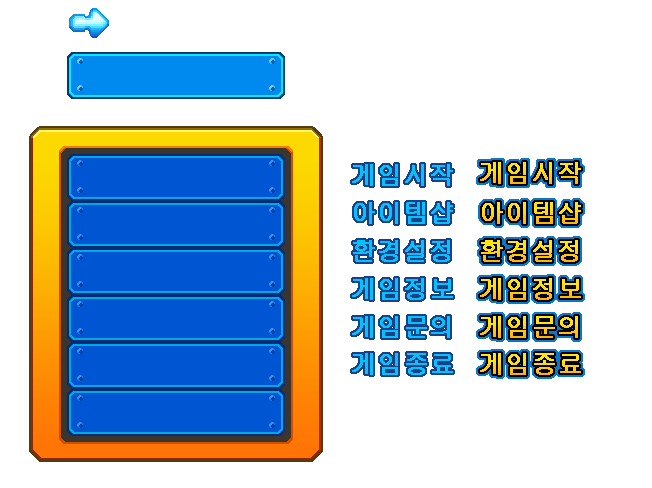 게임시작 게임시작
아이템샵 아이템샵
환경설정 환경설정
게임정보 게임정보
게임문의 게임문의
게임종료 게임종료